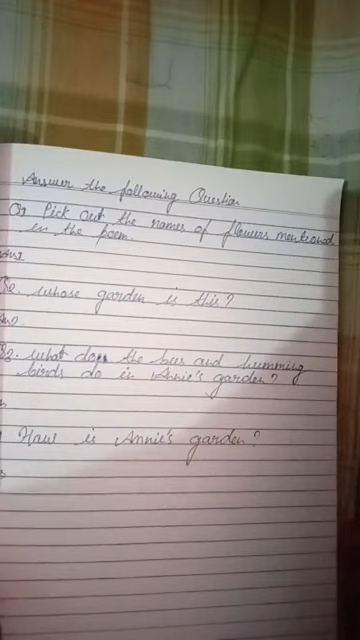 Answer the following Question
Q1 Pick out the names of flowers mentioned
in the poem.
Ans.
Q2. whose garden is this?
Ans.
Q3. what does the bees and humming
birds do in Annie's garden?
How is Annie's garden?